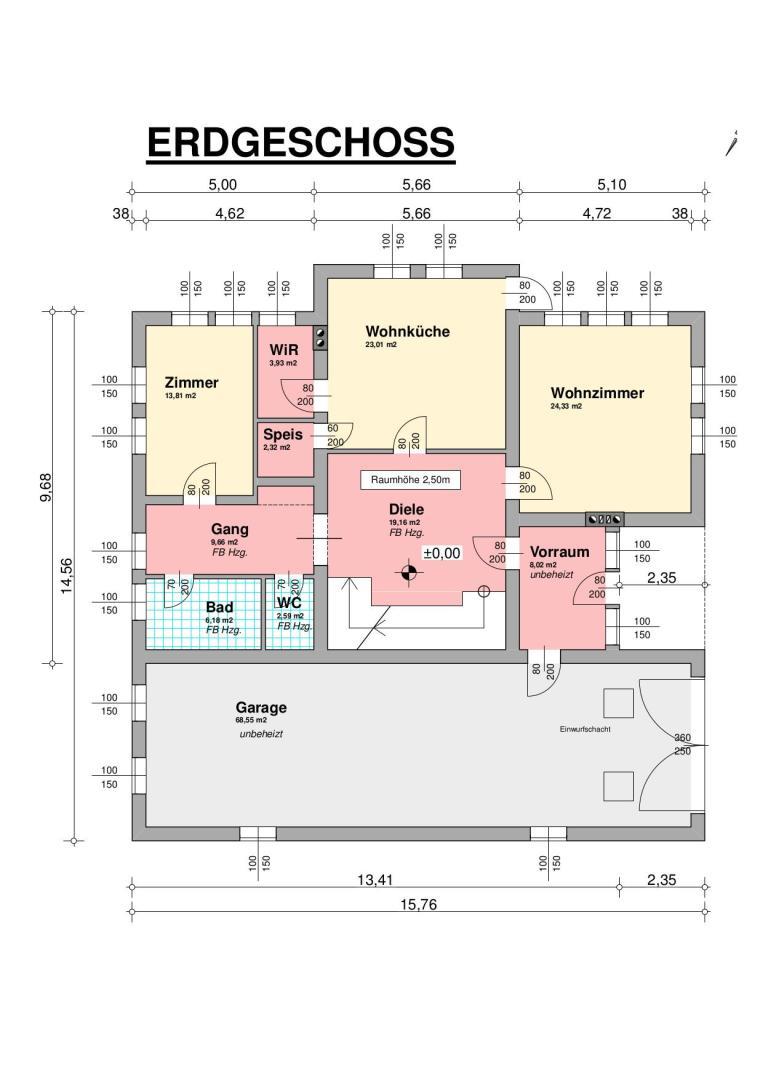 ERDGESCHOSS
5,00 5,66 5,10
38 4,62 5,66 4,72 38
100 150 100 150
100 150 100 150 100 150 100 150 100 150 100 150
80
200
Wohnküche
23,01 m2
WiR
3,93 m2
Zimmer
13,81 m2
Wohnzimmer
24,33 m2
100
150
100
150
80
200
100
150
100
150
Speis
2,32 m2
60
200
80 200
80 200
80
200
Raumhöhe 2,50m
9,68
14,56
Gang
9,66 m2
FB Hzg.
Diele
19,16 m2
FB Hzg.
±0,00
80
200
Vorraum
8,02 m2
unbeheizt
100
150
100
150
70 200
70 200
80
200
2,35
Bad
6,18 m2
FB Hzg.
WC
2,59 m2
FB Hzg.
100
150
100
150
80 200
100
150
Garage
68,55 m2
unbeheizt
Einwurfschacht
360
250
100
150
100 150 100 150
13,41 2,35
15,76